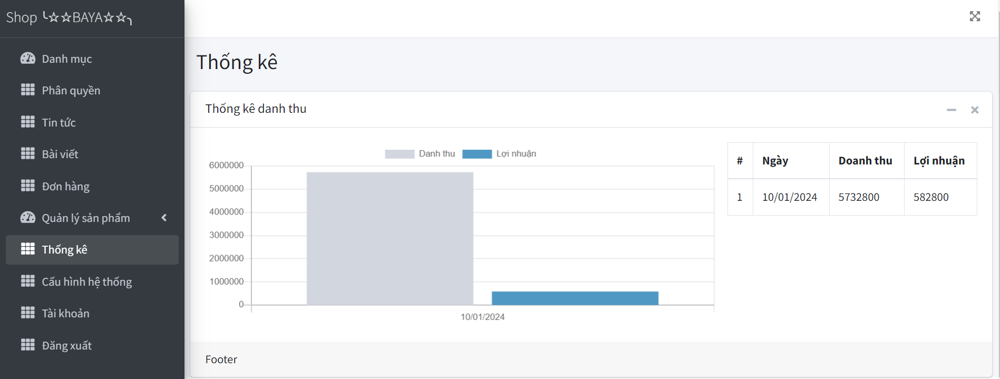 Shop ╰☆☆BAYA☆☆╮
Danh mục
Phân quyền
Tin tức
Bài viết
Đơn hàng
Quản lý sản phẩm
Thống kê
Cấu hình hệ thống
Tài khoản
Đăng xuất
Thống kê
Thống kê danh thu
Danh thu Lợi nhuận
6000000
5000000
4000000
3000000
2000000
1000000
0
10/01/2024
# Ngày Doanh thu Lợi nhuận
1 10/01/2024 5732800 582800
Footer